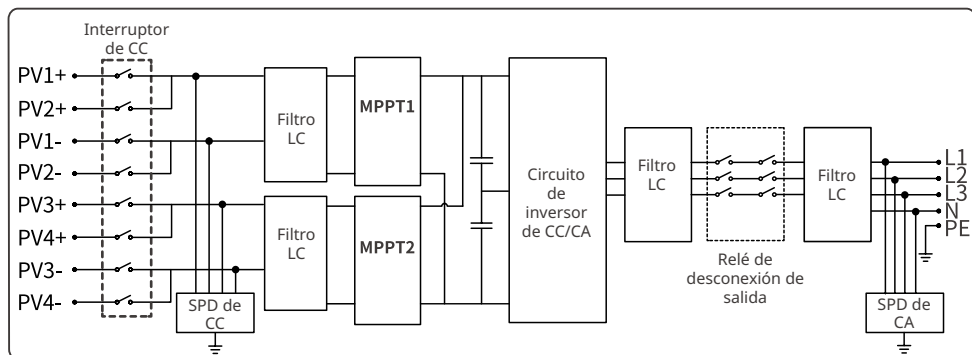 Interruptor
de CC
PV1+
PV2+
PV1-
PV2-
PV3+
PV4+
PV3-
PV4-
SPD de
CC
Filtro
LC
Filtro
LC
MPPT1
MPPT2
Circuito
de
inversor
de CC/CA
Filtro
LC
Relé de
desconexión de
salida
Filtro
LC
L1
L2
L3
N
PE
SPD de
CA